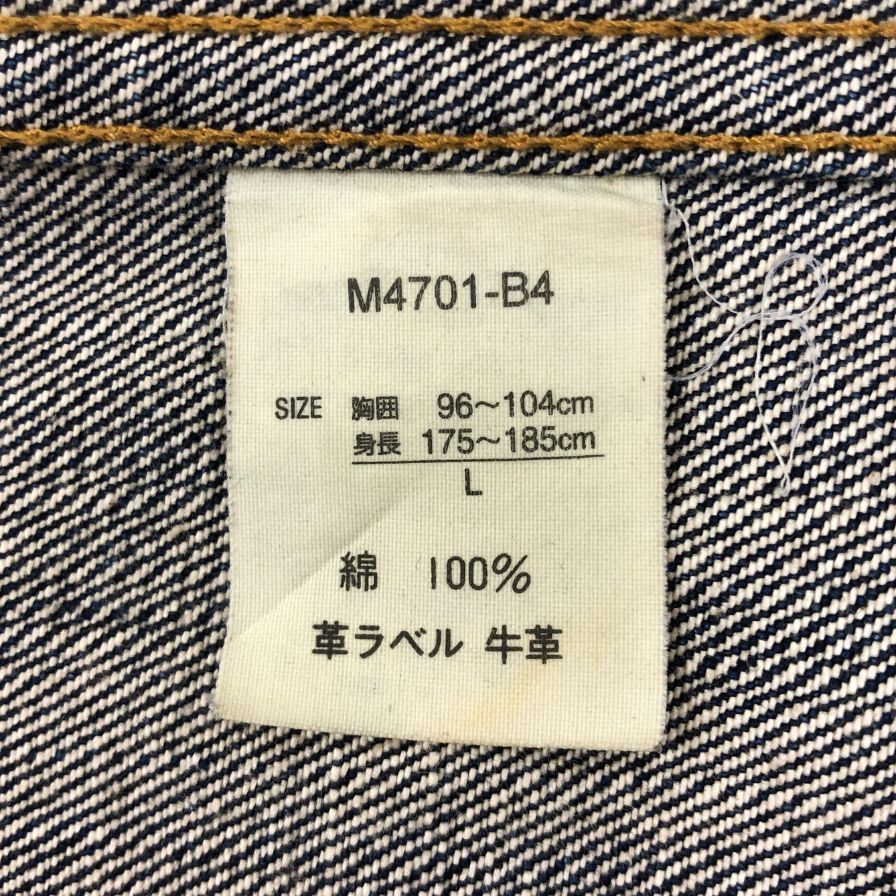 M4701-B4
SIZE 胸囲 96～104cm
身長 175～185cm
L
綿 100%
革ラベル 牛革